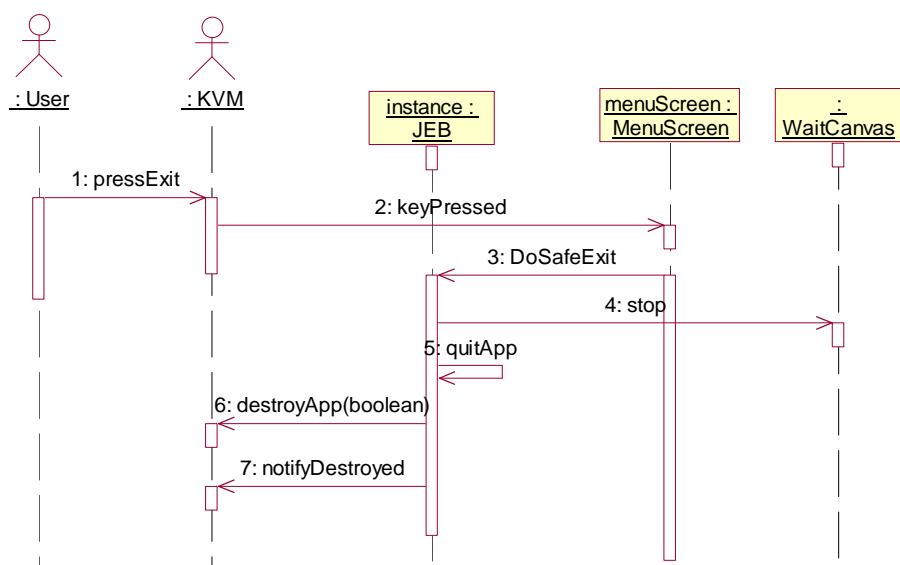 : User
: KVM
instance :
JEB
menuScreen :
MenuScreen
:
WaitCanvas
1: pressExit
2: keyPressed
3: DoSafeExit
4: stop
5: quitApp
6: destroyApp(boolean)
7: notifyDestroyed